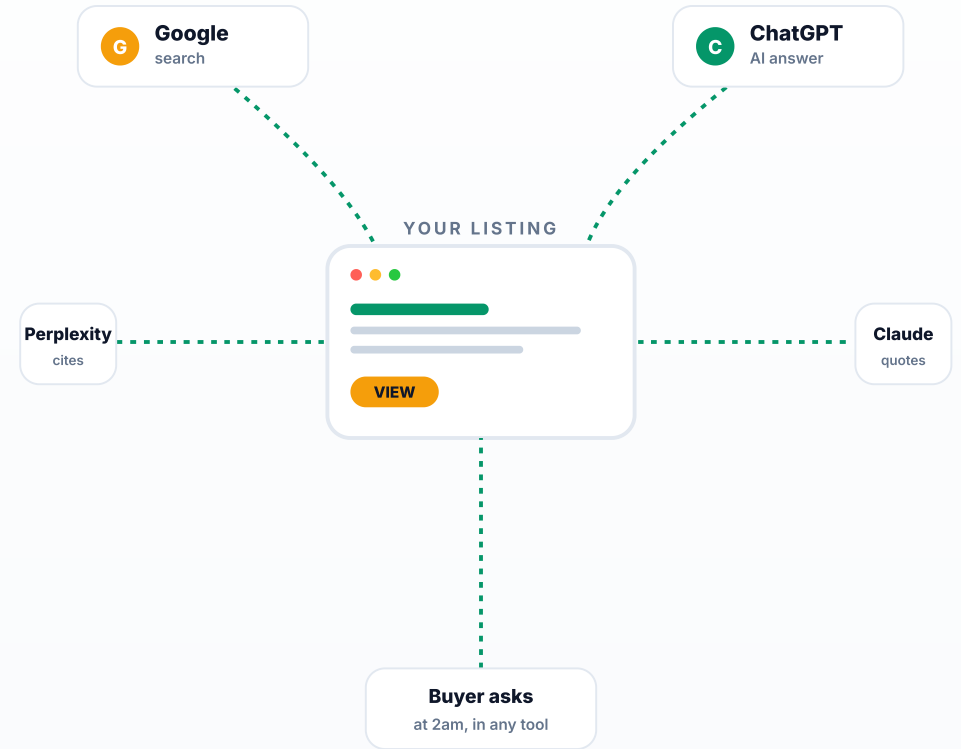 G
Google
search
C
ChatGPT
AI answer
YOUR LISTING
Perplexity
cites
VIEW
Claude
quotes
Buyer asks
at 2am, in any tool